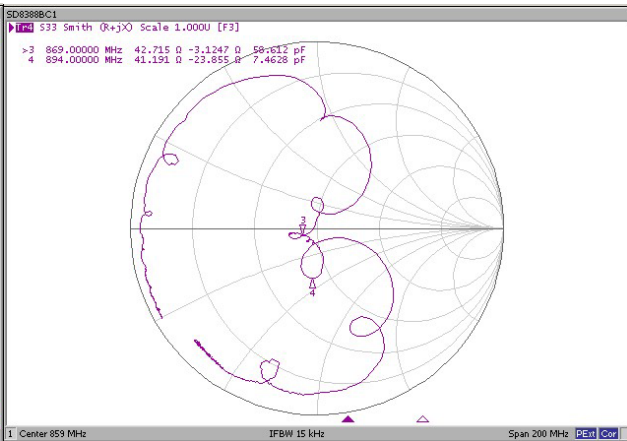 SD8388BC1
Tr4 S33 Smith (R+jX) Scale 1.000U [F3]
>3 869.00000 MHz 42.715 Ω -3.1247 Ω 58.612 pF
4 894.00000 MHz 41.191 Ω -23.855 Ω 7.4628 pF
3
4
1 Center 859 MHz IFBW 15 kHz Span 200 MHz PExt Cor